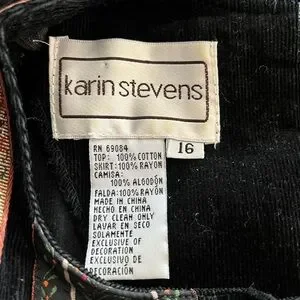 karin stevens
16
RN 69084
TOP: 100% COTTON
SKIRT: 100% RAYON
CAMISA:
100% ALGODÓN
FALDA: 100% RAYON
MADE IN CHINA
HECHO EN CHINA
DRY CLEAN ONLY
LAVAR EN SECO
SOLAMENTE
EXCLUSIVE OF
DECORATION
EXCLUSIVO DE
DECORACION